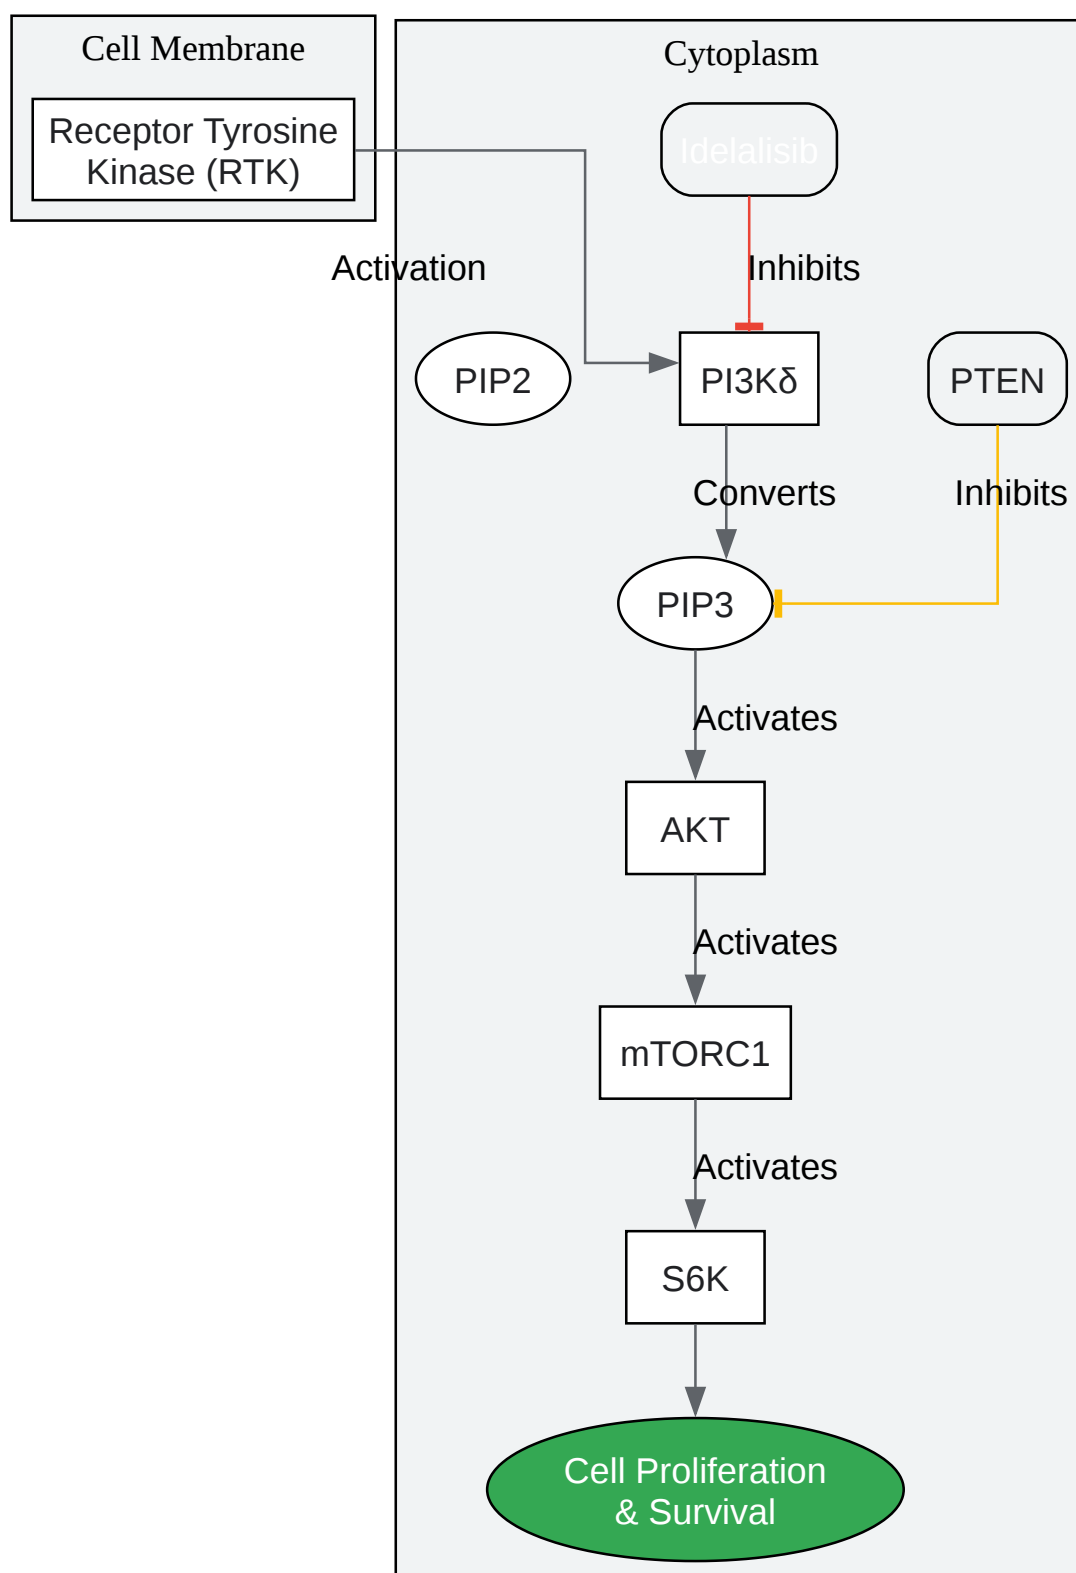 Cell Membrane
Receptor Tyrosine
Kinase (RTK)
Cytoplasm
Idelalisib
Activation
Inhibits
PIP2
PI3Kδ
PTEN
Converts
Inhibits
PIP3
Activates
AKT
Activates
mTORC1
Activates
S6K
Cell Proliferation
& Survival